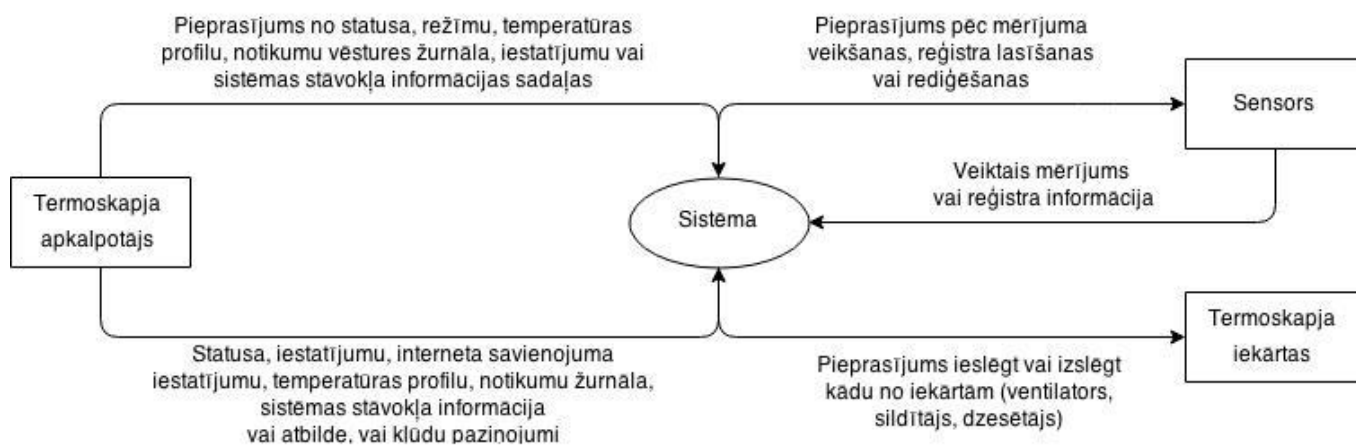 Pieprasījums no statusa, režīmu, temperatūras
profilu, notikumu vēstures žurnāla, iestatījumu vai
sistēmas stāvokļa informācijas sadaļas
Pieprasījums pēc mērījuma
veikšanas, reģistra lasīšanas
vai rediģēšanas
Sensors
Veiktais mērījums
vai reģistra informācija
Termoskapja
apkalpotājs
Sistēma
Termoskapja
iekārtas
Statusa, iestatījumu, interneta savienojuma
iestatījumu, temperatūras profilu, notikumu žurnāla,
sistēmas stāvokļa informācija
vai atbilde, vai kļūdu paziņojumi
Pieprasījums ieslēgt vai izslēgt
kādu no iekārtām (ventilators,
sildītājs, dzesētājs)